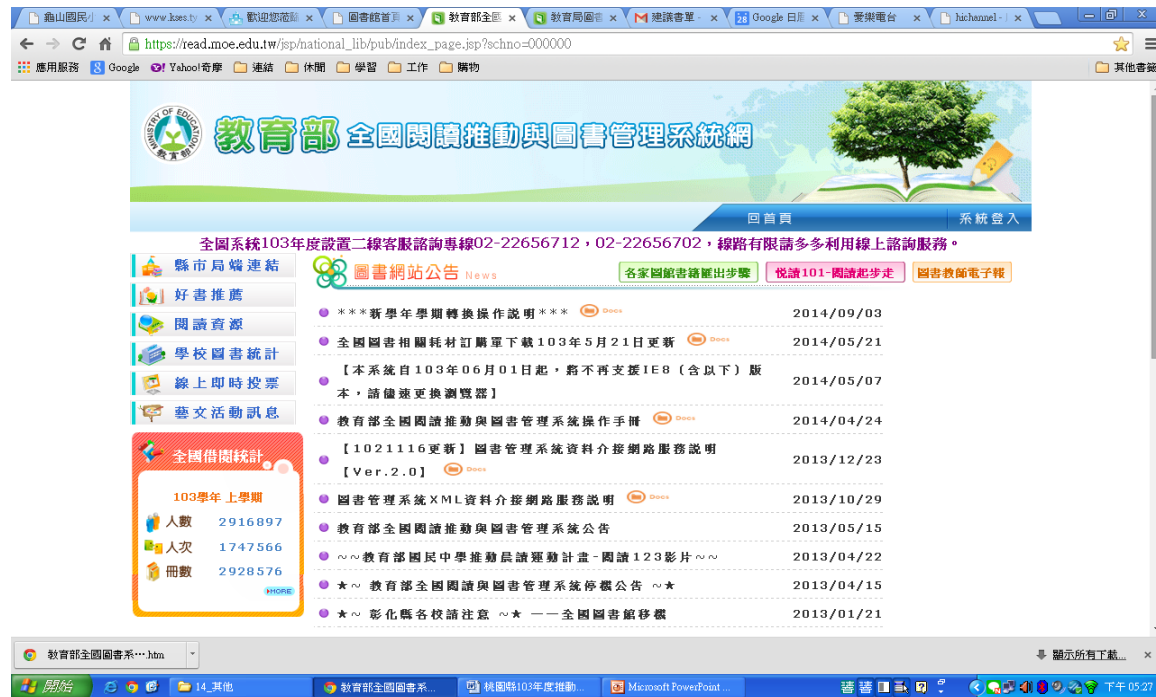 龜山國民小
www.kses.ty
歡迎您蒞臨
圖書館首頁
教育部全國
教育局圖書
建議書單 -
Google 日曆
愛樂電台
hichannel -
https://read.moe.edu.tw/jsp/national_lib/pub/index_page.jsp?schno=000000
應用服務 Google Yahoo!奇摩 連結 休閒 學習 工作 購物 其他書籤
MINISTRY OF EDUCATION 教育部
教育部 全國閱讀推動與圖書管理系統網
回首頁 系統登入
全國系統103年度設置二線客服諮詢專線02-22656712，02-22656702，線路有限請多多利用線上諮詢服務。
縣市局端連結
好書推薦
閱讀資源
學校圖書統計
線上即時投票
藝文活動訊息
全國借閱統計
103學年 上學期
人數 2916897
人次 1747566
冊數 2928576
MORE
圖書網站公告 News 各家圖館書籍匯出步驟 悅讀101-閱讀起步走 圖書教師電子報
***新學年學期轉換操作說明*** Docs 2014/09/03
全國圖書相關耗材訂購單下載103年5月21日更新 Docs 2014/05/21
【本系統自103年06月01日起，將不再支援IE8（含以下）版
本，請儘速更換瀏覽器】 2014/05/07
教育部全國閱讀推動與圖書管理系統操作手冊 Docs 2014/04/24
【1021116更新】圖書管理系統資料介接網路服務說明
【Ver.2.0】 Docs 2013/12/23
圖書管理系統XML資料介接網路服務說明 Docs 2013/10/29
教育部全國閱讀推動與圖書管理系統公告 2013/05/15
~~教育部國民中學推動晨讀運動計畫-閱讀123影片~~ 2013/04/22
★~ 教育部全國閱讀與圖書管理系統停機公告 ~★ 2013/04/15
★~ 彰化縣各校請注意 ~★ ——全國圖書館移機 2013/01/21
教育部全國圖書系….htm 顯示所有下載...
開始 14_其他 教育部全國圖書系... 桃園縣103年度推動... Microsoft PowerPoint ... 下午 05:27